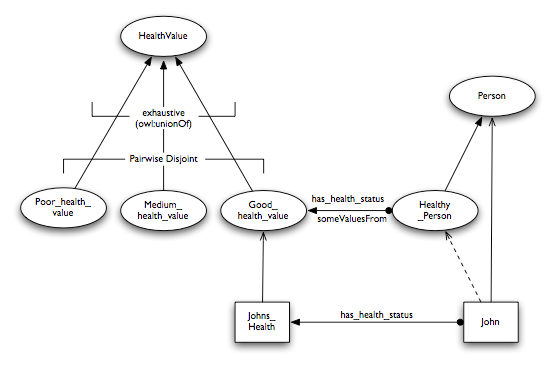 HealthValue
Person
exhaustive
(owl:unionOf)
Pairwise Disjoint
Poor_health_
value
Medium_
health_value
Good_
health_value
has_health_status
someValuesFrom
Healthy
_Person
Johns_
Health
has_health_status
John